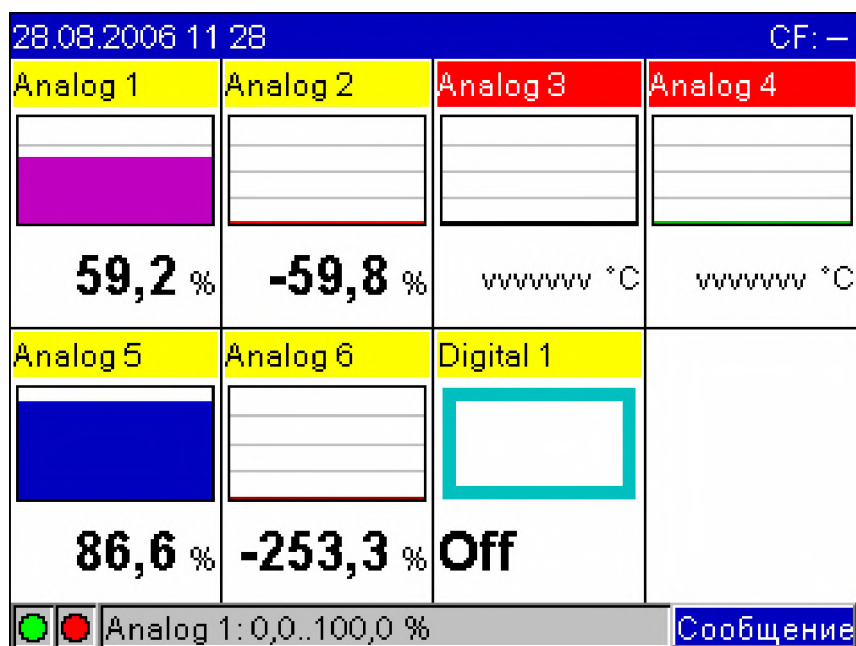 28.08.2006 11 28 CF: –
Analog 1 Analog 2 Analog 3 Analog 4
59,2 % -59,8 % vvvvvvv °C vvvvvvv °C
Analog 5 Analog 6 Digital 1
86,6 % -253,3 % Off
Analog 1: 0,0..100,0 % Сообщение